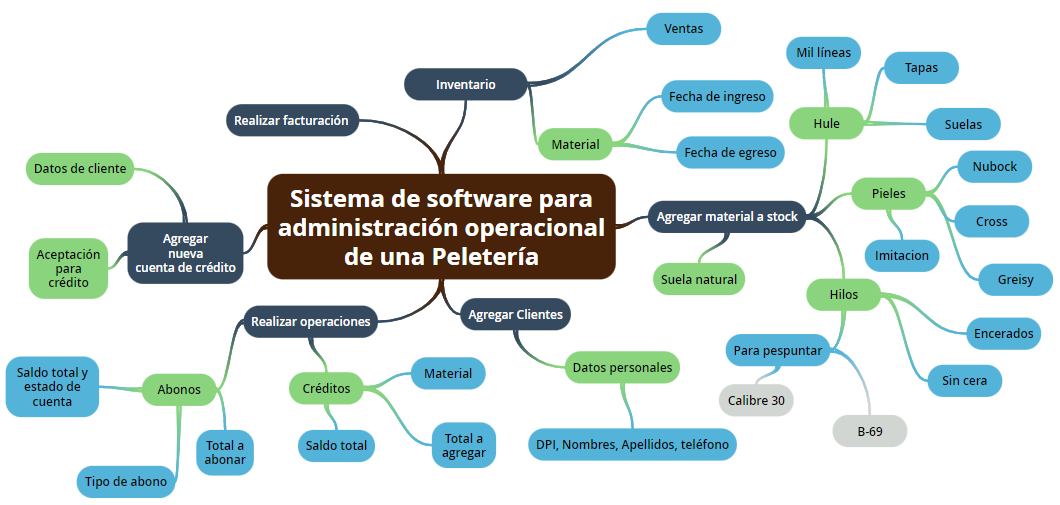 Sistema de software para
administración operacional
de una Peletería
Inventario
Ventas
Material
Fecha de ingreso
Fecha de egreso
Realizar facturación
Agregar
nueva
cuenta de crédito
Datos de cliente
Aceptación
para
crédito
Realizar operaciones
Abonos
Saldo total y
estado de
cuenta
Tipo de abono
Total a
abonar
Créditos
Material
Saldo total
Total a
agregar
Agregar Clientes
Datos personales
DPI, Nombres, Apellidos, teléfono
Agregar material a stock
Suela natural
Hule
Mil líneas
Tapas
Suelas
Pieles
Nubock
Cross
Greisy
Imitacion
Hilos
Encerados
Sin cera
Para pespuntar
Calibre 30
B-69